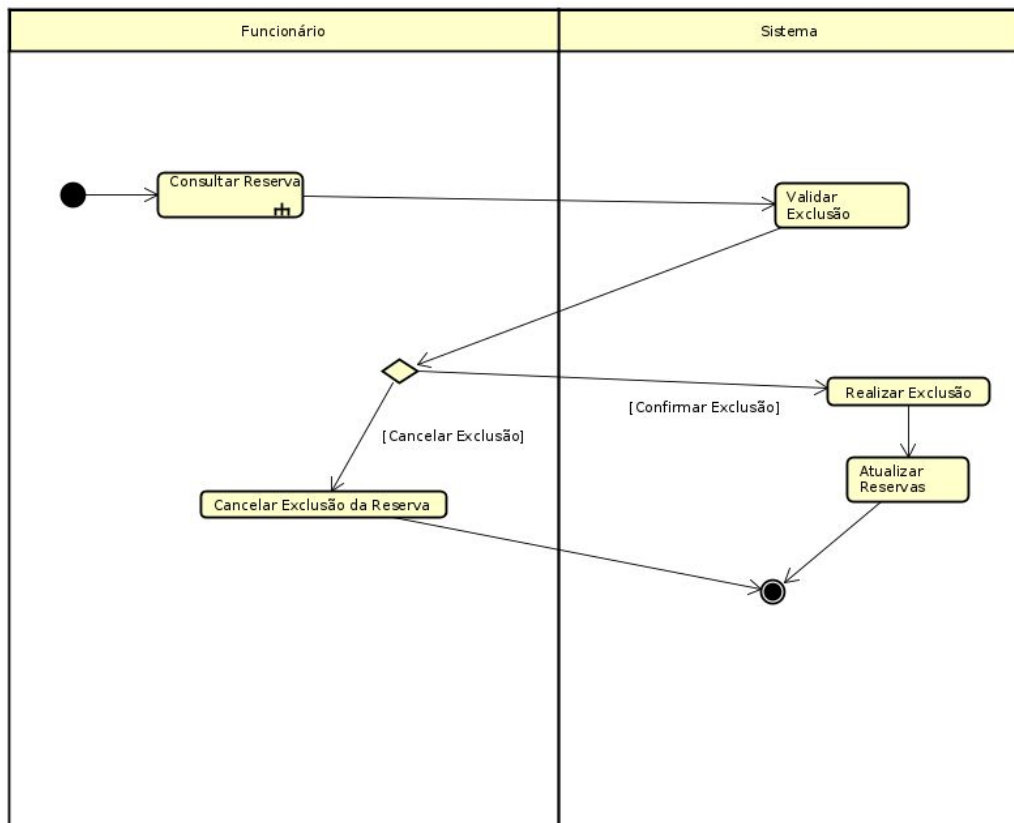 Funcionário
Sistema
Consultar Reserva
Validar
Exclusão
Realizar Exclusão
[Confirmar Exclusão]
[Cancelar Exclusão]
Atualizar
Reservas
Cancelar Exclusão da Reserva